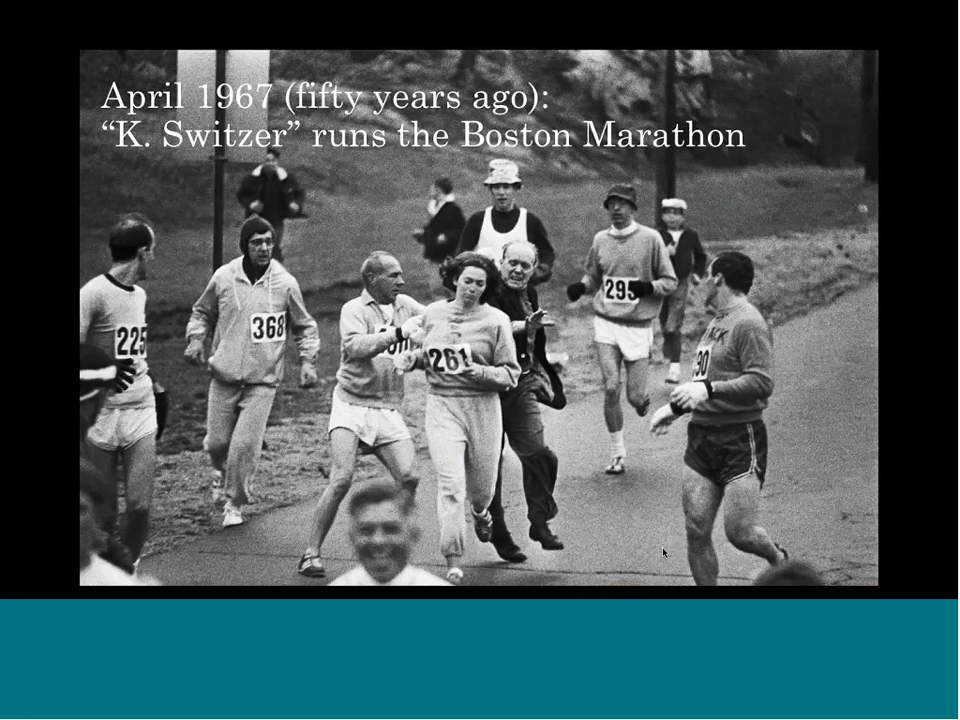 April 1967 (fifty years ago):
“K. Switzer” runs the Boston Marathon
225
368
261
295
30